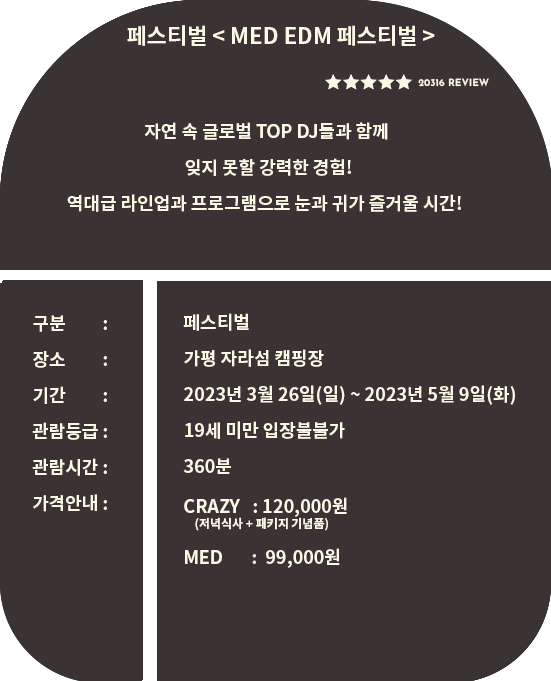 페스티벌 < MED EDM 페스티벌 >
★★★★★ 20316 REVIEW
자연 속 글로벌 TOP DJ들과 함께
잊지 못할 강력한 경험!
역대급 라인업과 프로그램으로 눈과 귀가 즐거울 시간!
구분 : 페스티벌
장소 : 가평 자라섬 캠핑장
기간 : 2023년 3월 26일(일) ~ 2023년 5월 9일(화)
관람등급 : 19세 미만 입장불불가
관람시간 : 360분
가격안내 : CRAZY : 120,000원
(저녁식사 + 패키지 기념품)
MED : 99,000원